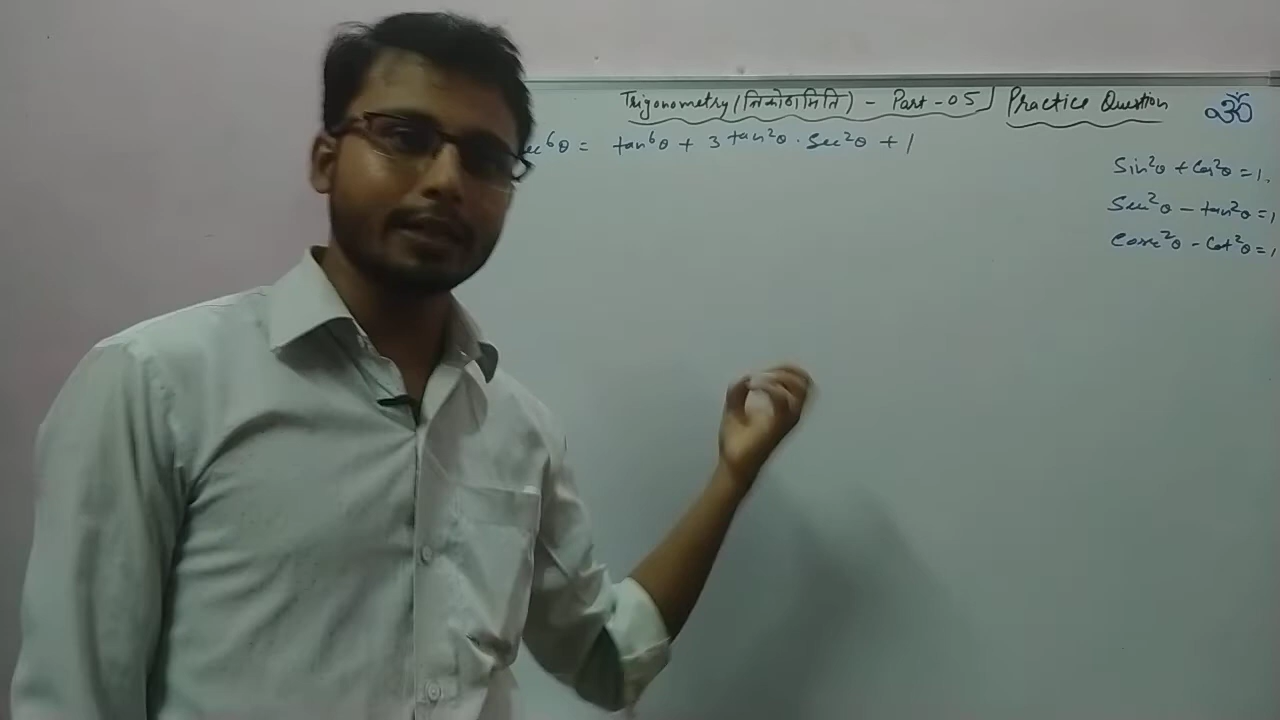 Trigonometry (त्रिकोणमिति) - Part - 05 Practice Question ॐ
sec⁶θ = tan⁶θ + 3 tan²θ · Sec²θ + 1
Sin²θ + Cos²θ = 1.
Sec²θ - tan²θ = 1
Cosec²θ - Cot²θ = 1